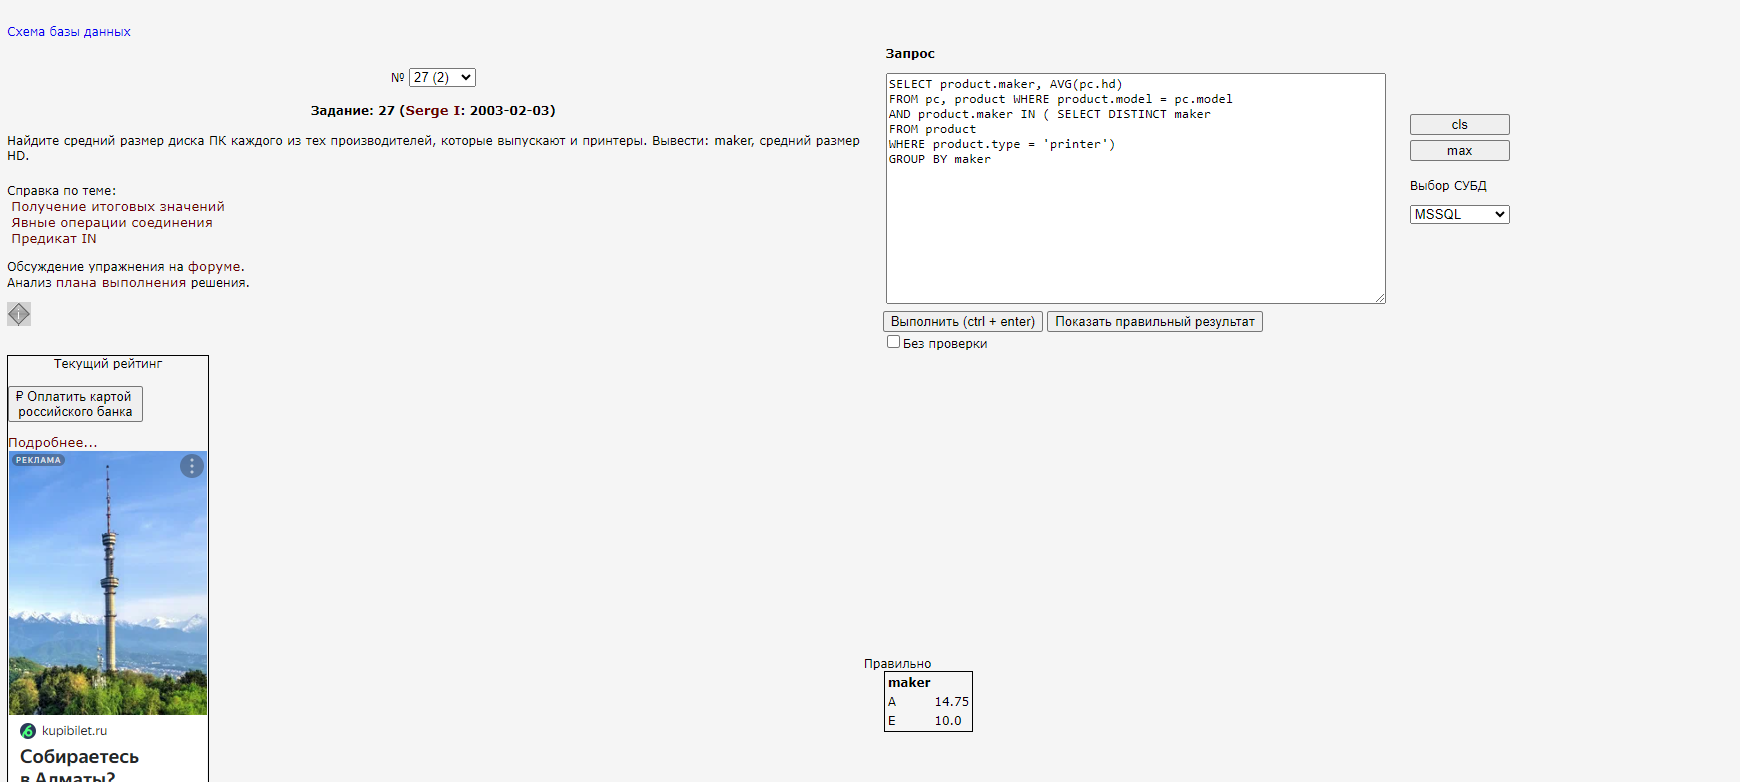 Схема базы данных
№ 27 (2)
Задание: 27 (Serge I: 2003-02-03)
Найдите средний размер диска ПК каждого из тех производителей, которые выпускают и принтеры. Вывести: maker, средний размер
HD.
Справка по теме:
Получение итоговых значений
Явные операции соединения
Предикат IN
Обсуждение упражнения на форуме.
Анализ плана выполнения решения.
Текущий рейтинг
₽ Оплатить картой
российского банка
Подробнее...
РЕКЛАМА
kupibilet.ru
Собираетесь
в Алматы?
Запрос
SELECT product.maker, AVG(pc.hd)
FROM pc, product WHERE product.model = pc.model
AND product.maker IN ( SELECT DISTINCT maker
FROM product
WHERE product.type = 'printer')
GROUP BY maker
Выполнить (ctrl + enter) Показать правильный результат
Без проверки
cls
max
Выбор СУБД
MSSQL
Правильно
maker
A 14.75
E 10.0